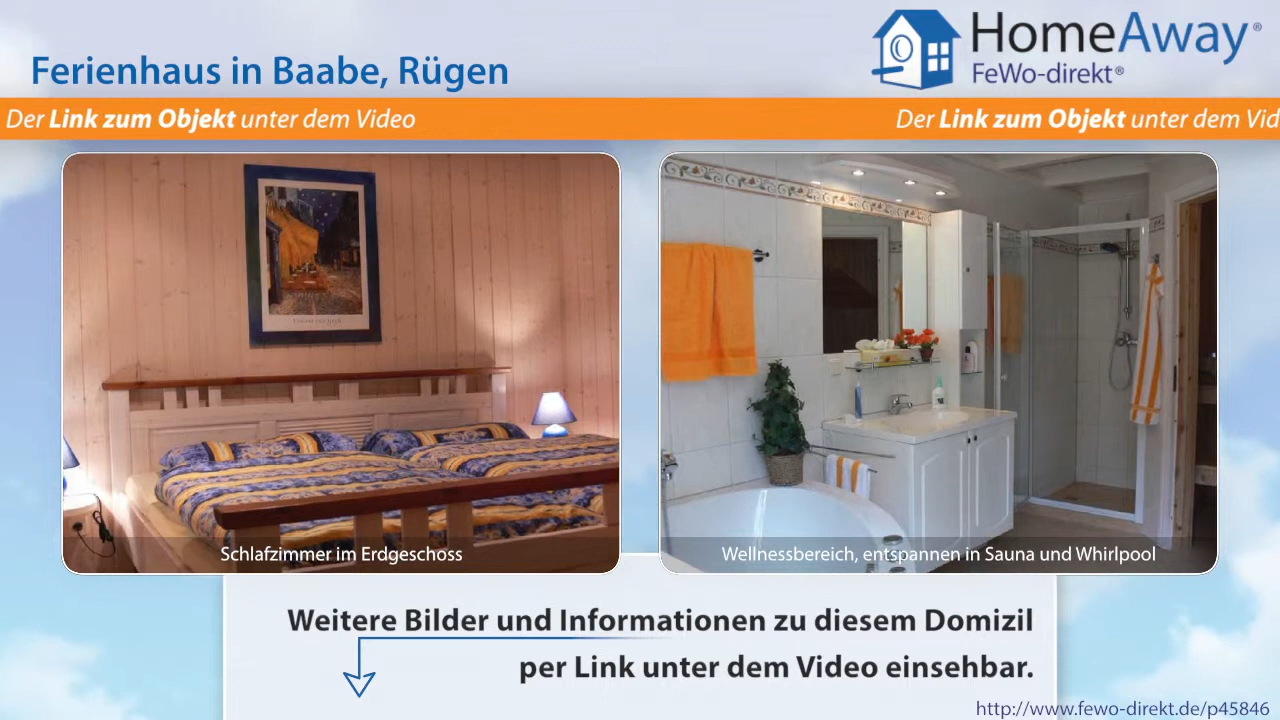 HomeAway®
FeWo-direkt®
Ferienhaus in Baabe, Rügen
Der Link zum Objekt unter dem Video
Der Link zum Objekt unter dem Vid
Schlafzimmer im Erdgeschoss
Wellnessbereich, entspannen in Sauna und Whirlpool
Weitere Bilder und Informationen zu diesem Domizil
per Link unter dem Video einsehbar.
http://www.fewo-direkt.de/p45846